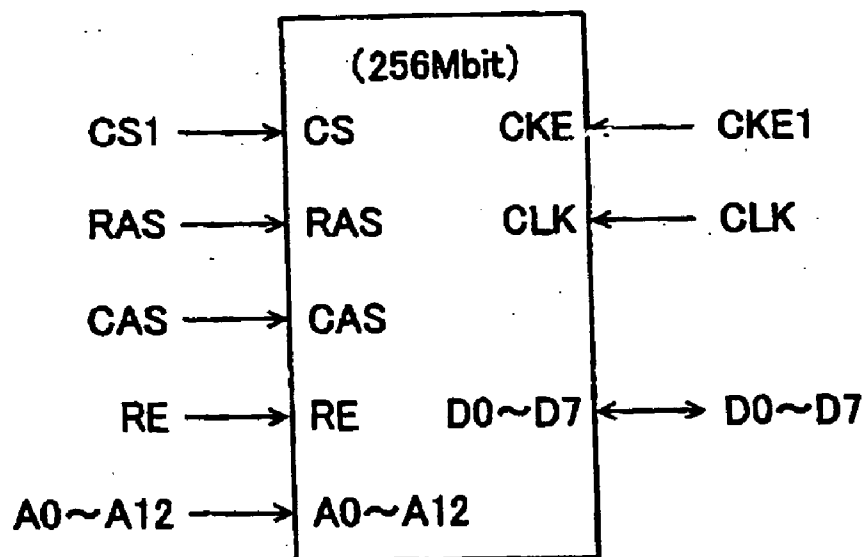 (256Mbit)
CS1 CS CKE CKE1
RAS RAS CLK CLK
CAS CAS
RE RE D0～D7 D0～D7
A0～A12 A0～A12